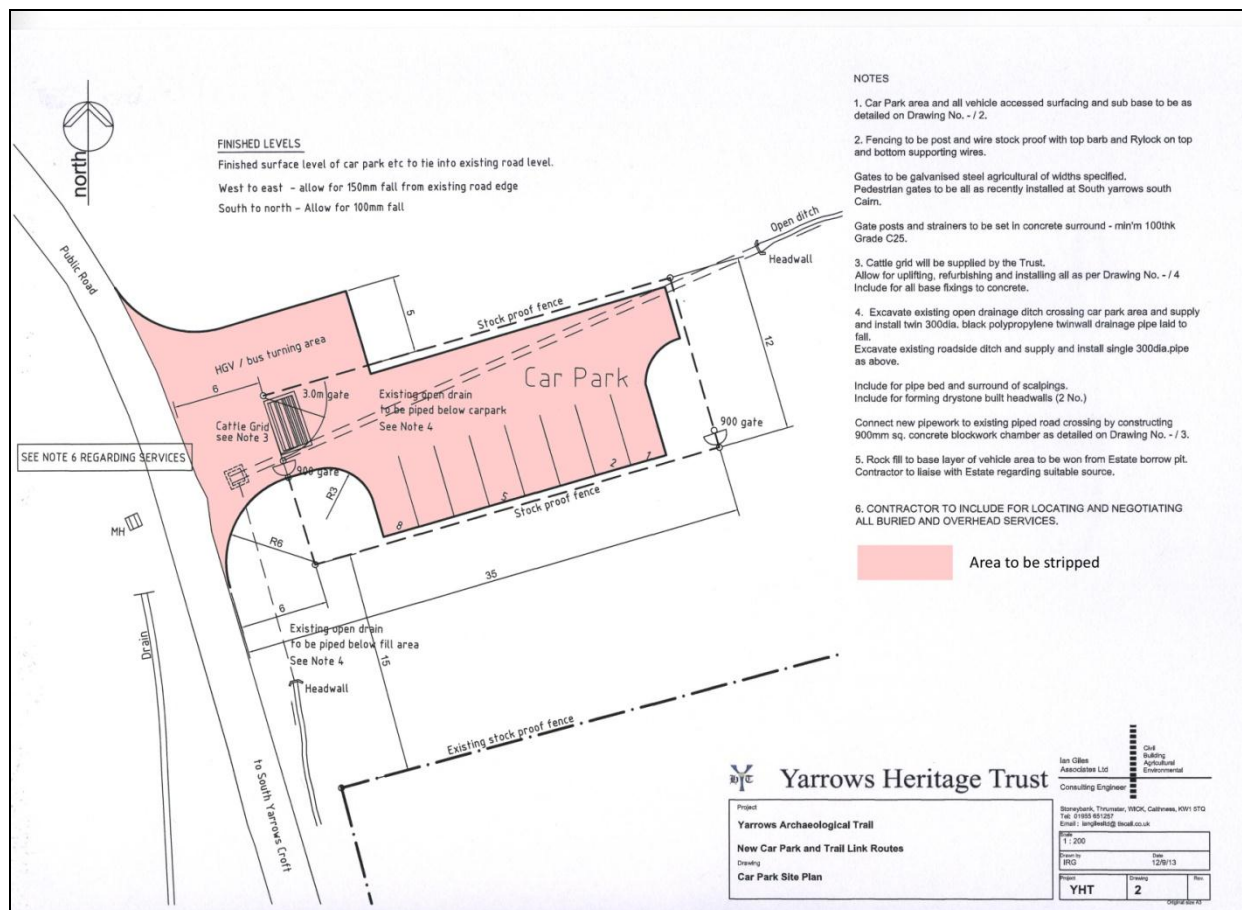 north
FINISHED LEVELS
Finished surface level of car park etc to tie into existing road level.
West to east - allow for 150mm fall from existing road edge
South to north - Allow for 100mm fall
Public Road
HGV / bus turning area
6
5
3.0m gate
Cattle Grid
see Note 3
Stock proof fence
Open ditch
Headwall
Car Park
Existing open drain
to be piped below carpark
See Note 4
12
900 gate
SEE NOTE 6 REGARDING SERVICES
900 gate
R3
R6
8
5
2
1
Stock proof fence
MH
35
6
Drain
Existing open drain
to be piped below fill area
See Note 4
15
Headwall
Existing stock proof fence
to South Yarrows Croft
NOTES
1. Car Park area and all vehicle accessed surfacing and sub base to be as
detailed on Drawing No. - / 2.
2. Fencing to be post and wire stock proof with top barb and Rylock on top
and bottom supporting wires.
Gates to be galvanised steel agricultural of widths specified.
Pedestrian gates to be all as recently installed at South yarrows south
Cairn.
Gate posts and strainers to be set in concrete surround - min'm 100thk
Grade C25.
3. Cattle grid will be supplied by the Trust.
Allow for uplifting, refurbishing and installing all as per Drawing No. - / 4
Include for all base fixings to concrete.
4. Excavate existing open drainage ditch crossing car park area and supply
and install twin 300dia. black polypropylene twinwall drainage pipe laid to
fall.
Excavate existing roadside ditch and supply and install single 300dia.pipe
as above.
Include for pipe bed and surround of scalpings.
Include for forming drystone built headwalls (2 No.)
Connect new pipework to existing piped road crossing by constructing
900mm sq. concrete blockwork chamber as detailed on Drawing No. - / 3.
5. Rock fill to base layer of vehicle area to be won from Estate borrow pit.
Contractor to liaise with Estate regarding suitable source.
6. CONTRACTOR TO INCLUDE FOR LOCATING AND NEGOTIATING
ALL BURIED AND OVERHEAD SERVICES.
Area to be stripped
Yarrows Heritage Trust
Project
Yarrows Archaeological Trail
New Car Park and Trail Link Routes
Drawing
Car Park Site Plan
Ian Giles
Associates Ltd
Civil
Building
Agricultural
Environmental
Consulting Engineer
Stoneybank, Thrumster, WICK, Caithness, KW1 5TQ
Tel: 01955 651257
Scale
1 : 200
Drawn by
IRG
Date
12/9/13
Project
YHT
Drawing
2
Rev.
Original size A3